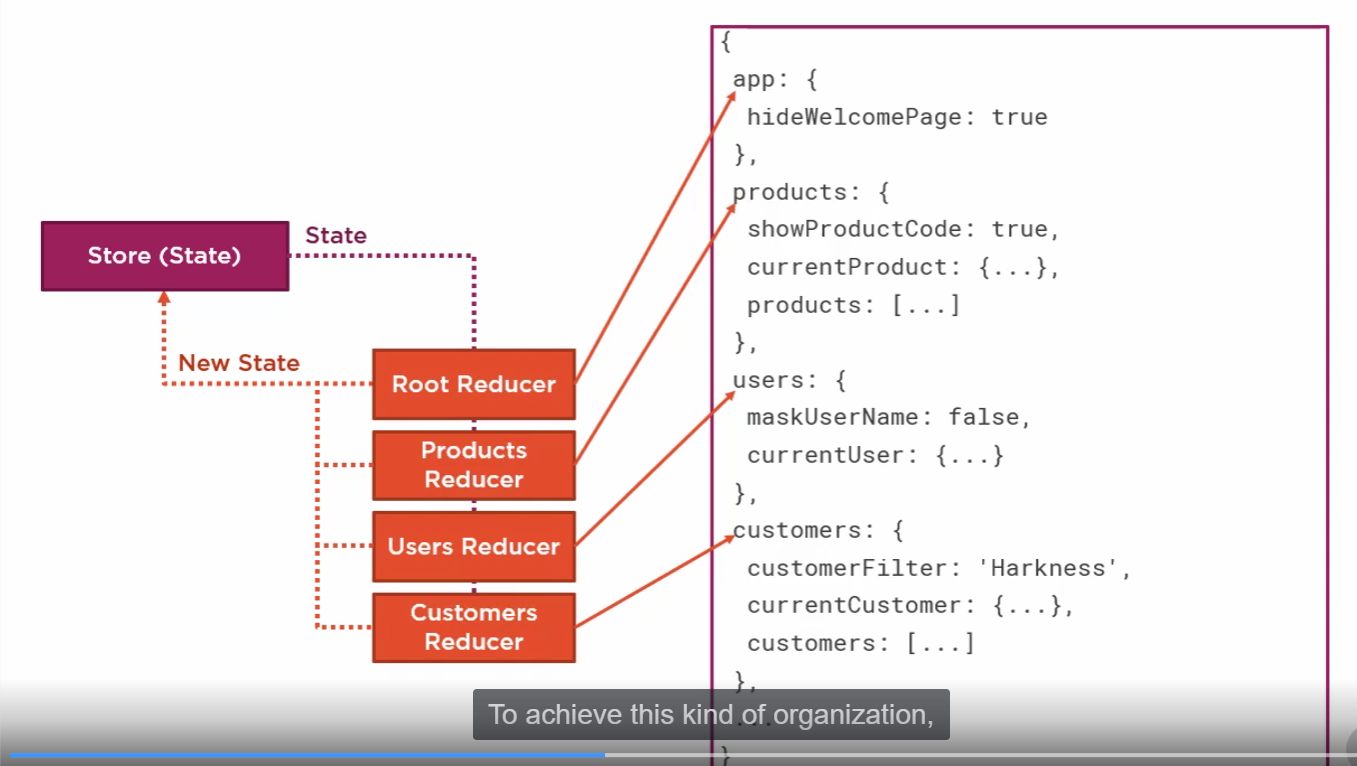 Store (State)
State
New State
Root Reducer
Products
Reducer
Users Reducer
Customers
Reducer
{
app: {
hideWelcomePage: true
},
products: {
showProductCode: true,
currentProduct: {...},
products: [...]
},
users: {
maskUserName: false,
currentUser: {...}
},
customers: {
customerFilter: 'Harkness',
currentCustomer: {...},
customers: [...]
},
...
}
To achieve this kind of organization,